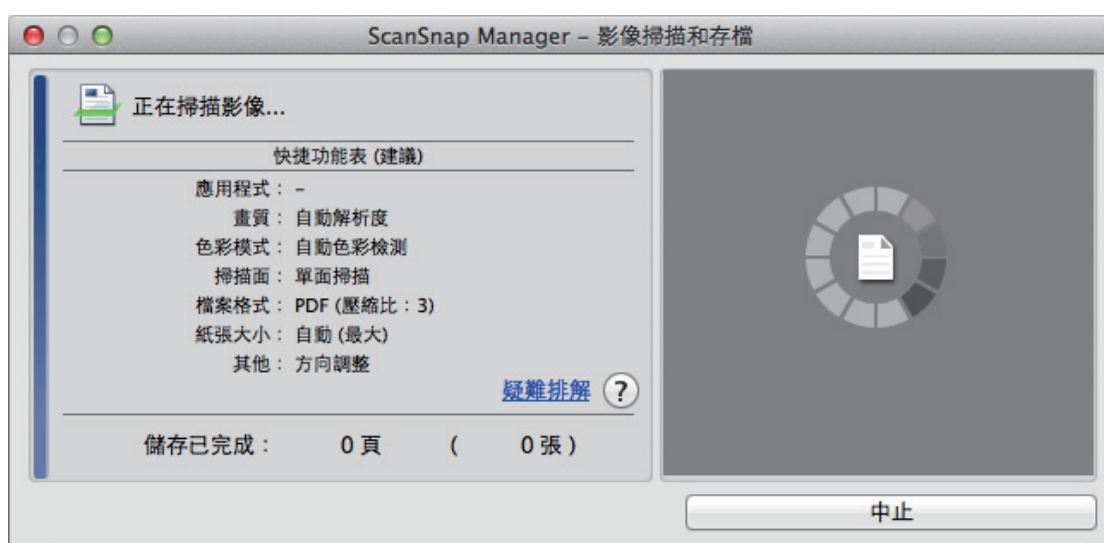 ScanSnap Manager – 影像掃描和存檔
正在掃描影像...
快捷功能表 (建議)
應用程式： –
畫質： 自動解析度
色彩模式： 自動色彩檢測
掃描面： 單面掃描
檔案格式： PDF (壓縮比：3)
紙張大小： 自動 (最大)
其他： 方向調整
疑難排解 ?
儲存已完成： 0 頁 ( 0 張 )
中止